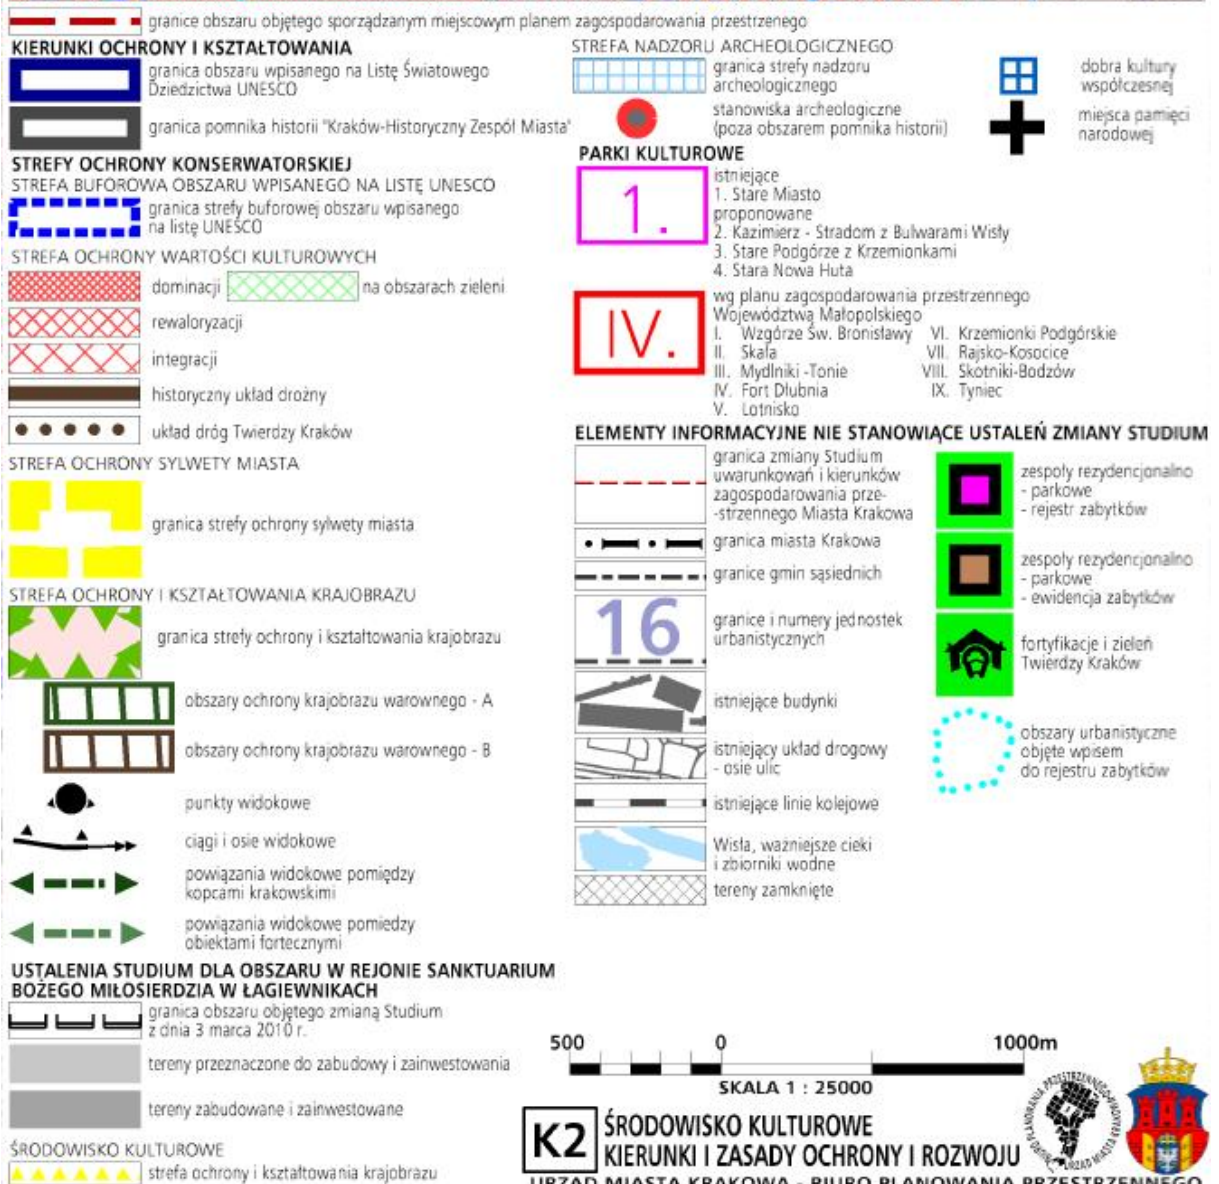 granice obszaru objętego sporządzanym miejscowym planem zagospodarowania przestrzenego
KIERUNKI OCHRONY I KSZTAŁTOWANIA
granica obszaru wpisanego na Listę Światowego
Dziedzictwa UNESCO
granica pomnika historii "Kraków-Historyczny Zespół Miasta"
STREFY OCHRONY KONSERWATORSKIEJ
STREFA BUFOROWA OBSZARU WPISANEGO NA LISTĘ UNESCO
granica strefy buforowej obszaru wpisanego
na listę UNESCO
STREFA OCHRONY WARTOŚCI KULTUROWYCH
dominacji
na obszarach zieleni
rewaloryzacji
integracji
historyczny układ drożny
układ dróg Twierdzy Kraków
STREFA OCHRONY SYLWETY MIASTA
granica strefy ochrony sylwety miasta
STREFA OCHRONY I KSZTAŁTOWANIA KRAJOBRAZU
granica strefy ochrony i kształtowania krajobrazu
obszary ochrony krajobrazu warownego - A
obszary ochrony krajobrazu warownego - B
punkty widokowe
ciągi i osie widokowe
powiązania widokowe pomiędzy
kopcami krakowskimi
powiązania widokowe pomiedzy
obiektami fortecznymi
USTALENIA STUDIUM DLA OBSZARU W REJONIE SANKTUARIUM
BOŻEGO MIŁOSIERDZIA W ŁAGIEWNIKACH
granica obszaru objętego zmianą Studium
z dnia 3 marca 2010 r.
tereny przeznaczone do zabudowy i zainwestowania
tereny zabudowane i zainwestowane
ŚRODOWISKO KULTUROWE
strefa ochrony i kształtowania krajobrazu
STREFA NADZORU ARCHEOLOGICZNEGO
granica strefy nadzoru
archeologicznego
stanowiska archeologiczne
(poza obszarem pomnika historii)
dobra kultury
współczesnej
miejsca pamięci
narodowej
PARKI KULTUROWE
1.
istniejące
1. Stare Miasto
proponowane
2. Kazimierz - Stradom z Bulwarami Wisły
3. Stare Podgórze z Krzemionkami
4. Stara Nowa Huta
IV.
wg planu zagospodarowania przestrzennego
Województwa Małopolskiego
I. Wzgórze Św. Bronisławy VI. Krzemionki Podgórskie
II. Skała VII. Rajsko-Kosocice
III. Mydlniki -Tonie VIII. Skotniki-Bodzów
IV. Fort Dłubnia IX. Tyniec
V. Lotnisko
ELEMENTY INFORMACYJNE NIE STANOWIĄCE USTALEŃ ZMIANY STUDIUM
granica zmiany Studium
uwarunkowań i kierunków
zagospodarowania prze-
-strzennego Miasta Krakowa
granica miasta Krakowa
granice gmin sąsiednich
16
granice i numery jednostek
urbanistycznych
istniejące budynki
istniejący układ drogowy
- osie ulic
istniejące linie kolejowe
Wisła, ważniejsze cieki
i zbiorniki wodne
tereny zamknięte
zespoły rezydencjonalno
- parkowe
- rejestr zabytków
zespoły rezydencjonalno
- parkowe
- ewidencja zabytków
fortyfikacje i zieleń
Twierdzy Kraków
obszary urbanistyczne
objęte wpisem
do rejestru zabytków
500 0 1000m
SKALA 1 : 25000
K2
ŚRODOWISKO KULTUROWE
KIERUNKI I ZASADY OCHRONY I ROZWOJU
BIURO PLANOWANIA PRZESTRZENNEGO
URZĄD MIASTA KRAKOWA
URZĄD MIASTA KRAKOWA - BIURO PLANOWANIA PRZESTRZENNEGO